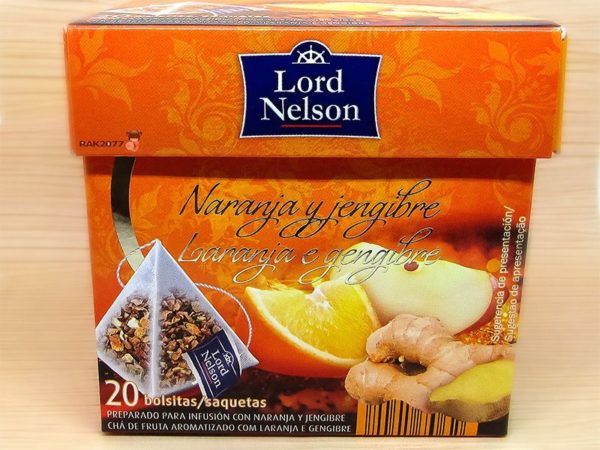 Lord
Nelson
RAK2077
Naranja y jengibre
Laranja e gengibre
Sugerencia de presentación/
Sugestão de apresentação
Lord
Nelson
20 bolsitas/saquetas
PREPARADO PARA INFUSIÓN CON NARANJA Y JENGIBRE
CHÁ DE FRUTA AROMATIZADO COM LARANJA E GENGIBRE